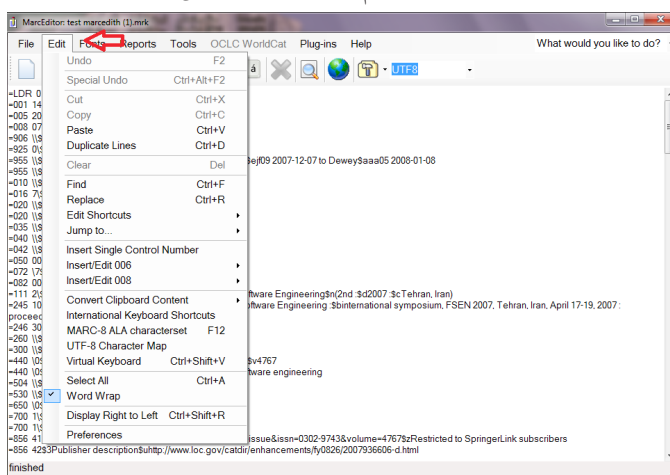 MarcEditor: test marcedith (1).mrk
File Edit Fonts Reports Tools OCLC WorldCat Plug-ins Help What would you like to do?
á UTF8
Undo F2
Special Undo Ctrl+Alt+F2
Cut Ctrl+X
Copy Ctrl+C
Paste Ctrl+V
Duplicate Lines Ctrl+D
Clear Del
Find Ctrl+F
Replace Ctrl+R
Edit Shortcuts
Jump to...
Insert Single Control Number
Insert/Edit 006
Insert/Edit 008
Convert Clipboard Content
International Keyboard Shortcuts
MARC-8 ALA characterset F12
UTF-8 Character Map
Virtual Keyboard Ctrl+Shift+V
Select All Ctrl+A
Word Wrap
Display Right to Left Ctrl+Shift+R
Preferences
=LDR 0
=001 14
=005 20
=008 07
=906 \\$
=925 0\$
=955 \\$ $ejf09 2007-12-07 to Dewey$aaa05 2008-01-08
=955 \\$
=010 \\$
=016 7\$
=020 \\$
=020 \\$
=035 \\$
=040 \\$
=042 \\$
=050 00
=072 \7$
=082 00
=111 2\$ ftware Engineering$n(2nd :$d2007 :$cTehran, Iran)
=245 10 oftware Engineering :$binternational symposium, FSEN 2007, Tehran, Iran, April 17-19, 2007 :
proceed
=246 30
=260 \\$
=300 \\$
=440 \0$ $v4767
=440 \0$ tware engineering
=504 \\$
=530 \\$
=650 \0$
=700 1\$
=700 1\$
=856 41 issue&issn=0302-9743&volume=4767$zRestricted to SpringerLink subscribers
=856 42$3Publisher description$uhttp://www.loc.gov/catdir/enhancements/fy0826/2007936606-d.html
finished